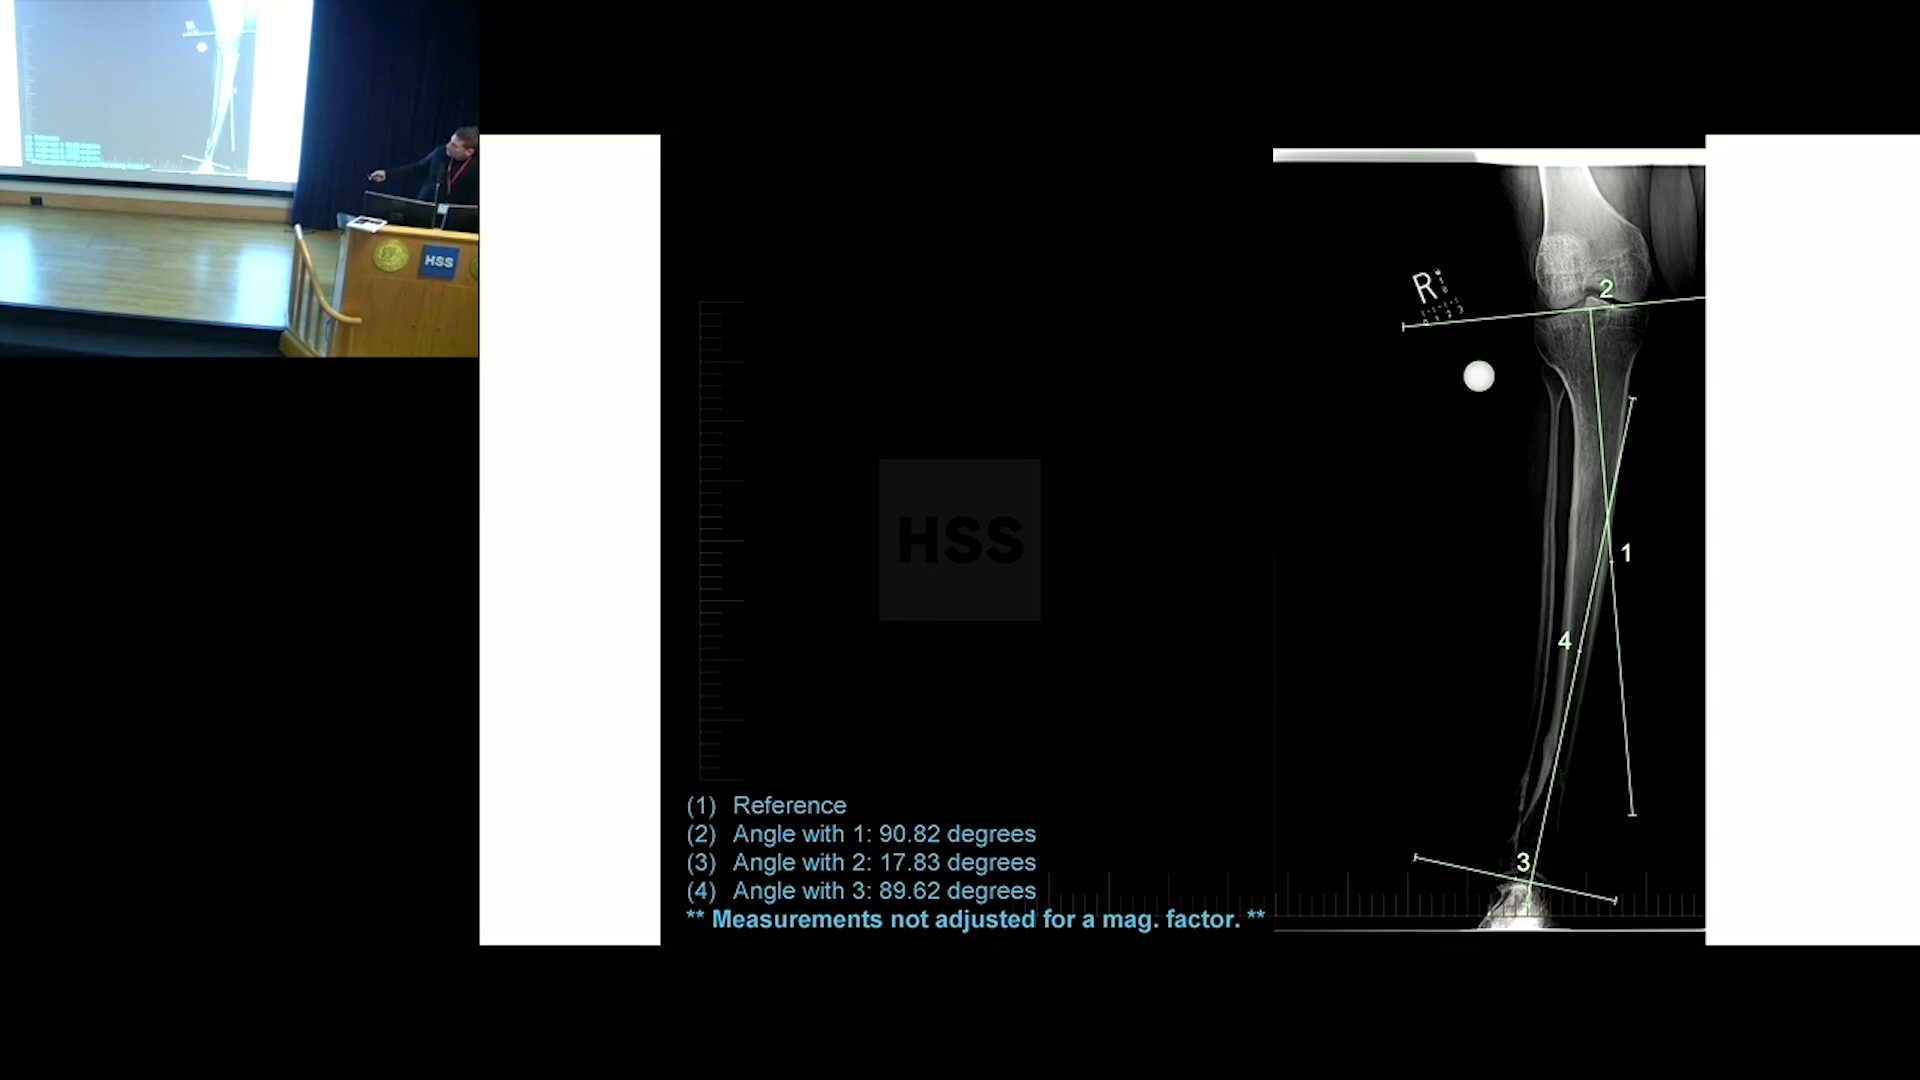 HSS
R
2
1
HSS
4
(1) Reference
(2) Angle with 1: 90.82 degrees
(3) Angle with 2: 17.83 degrees
(4) Angle with 3: 89.62 degrees
** Measurements not adjusted for a mag. factor. **
3